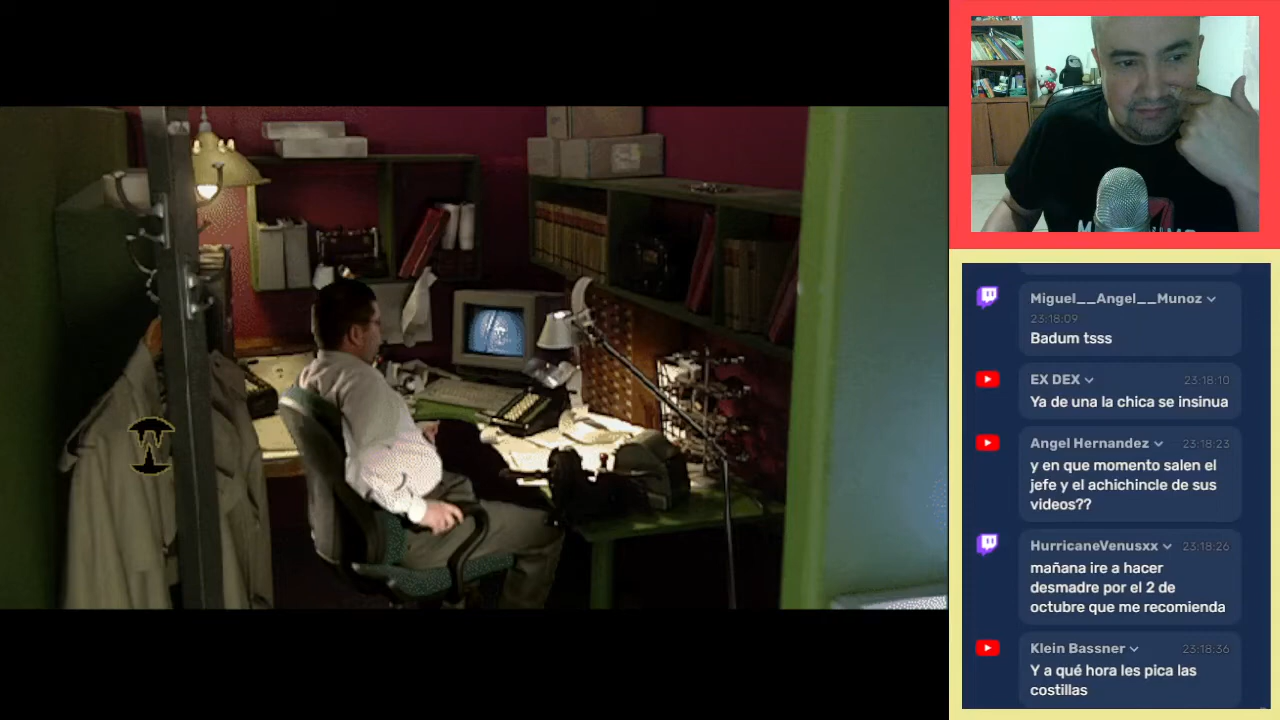 W
Miguel__Angel__Munoz
23:18:09
Badum tsss
EX DEX 23:18:10
Ya de una la chica se insinua
Angel Hernandez 23:18:23
y en que momento salen el
jefe y el achichincle de sus
videos??
HurricaneVenusxx 23:18:26
mañana ire a hacer
desmadre por el 2 de
octubre que me recomienda
Klein Bassner 23:18:36
Y a qué hora les pica las
costillas